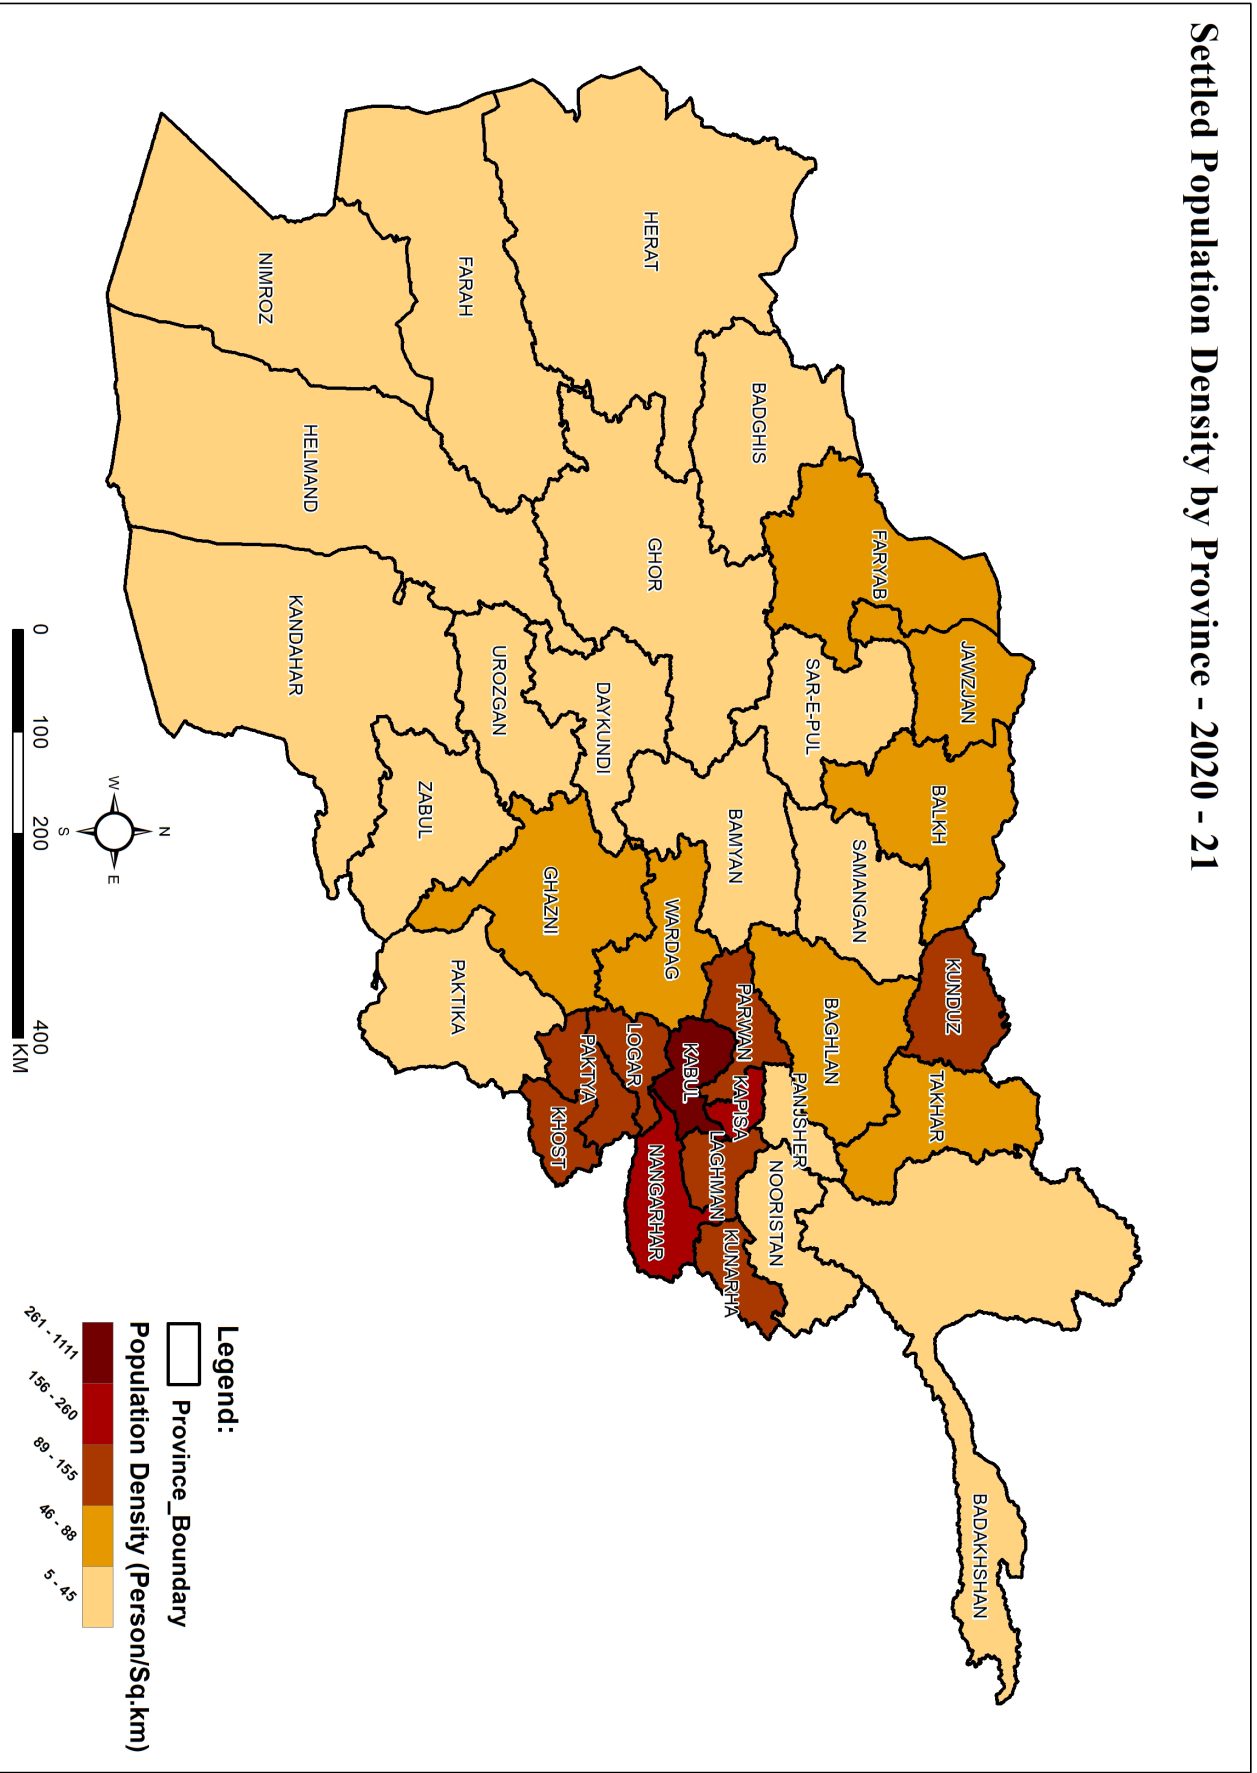 Settled Population Density by Province - 2020 - 21
HERAT
BADGHIS
FARYAB
JAWZJAN
BALKH
KUNDUZ
TAKHAR
BADAKHSHAN
FARAH
GHOR
SAR-E-PUL
SAMANGAN
BAGHLAN
NIMROZ
HELMAND
KANDAHAR
UROZGAN
DAYKUNDI
BAMYAN
ZABUL
GHAZNI
WARDAG
PARWAN
PANJSHER
NOORISTAN
KAPISA
KABUL
LAGHMAN
KUNARHA
LOGAR
NANGARHAR
PAKTYA
KHOST
PAKTIKA
Legend:
Province_Boundary
Population Density (Person/Sq.km)
261 - 1111
156 - 260
89 - 155
46 - 88
5 - 45
N
W
E
S
0 100 200 400
KM